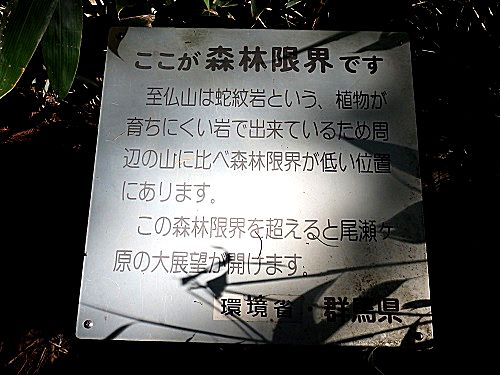 ここが森林限界です
至仏山は蛇紋岩という、植物が
育ちにくい岩で出来ているため周
辺の山に比べ森林限界が低い位置
にあります。
この森林限界を超えると尾瀬ヶ
原の大展望が開けます。
環境省・群馬県